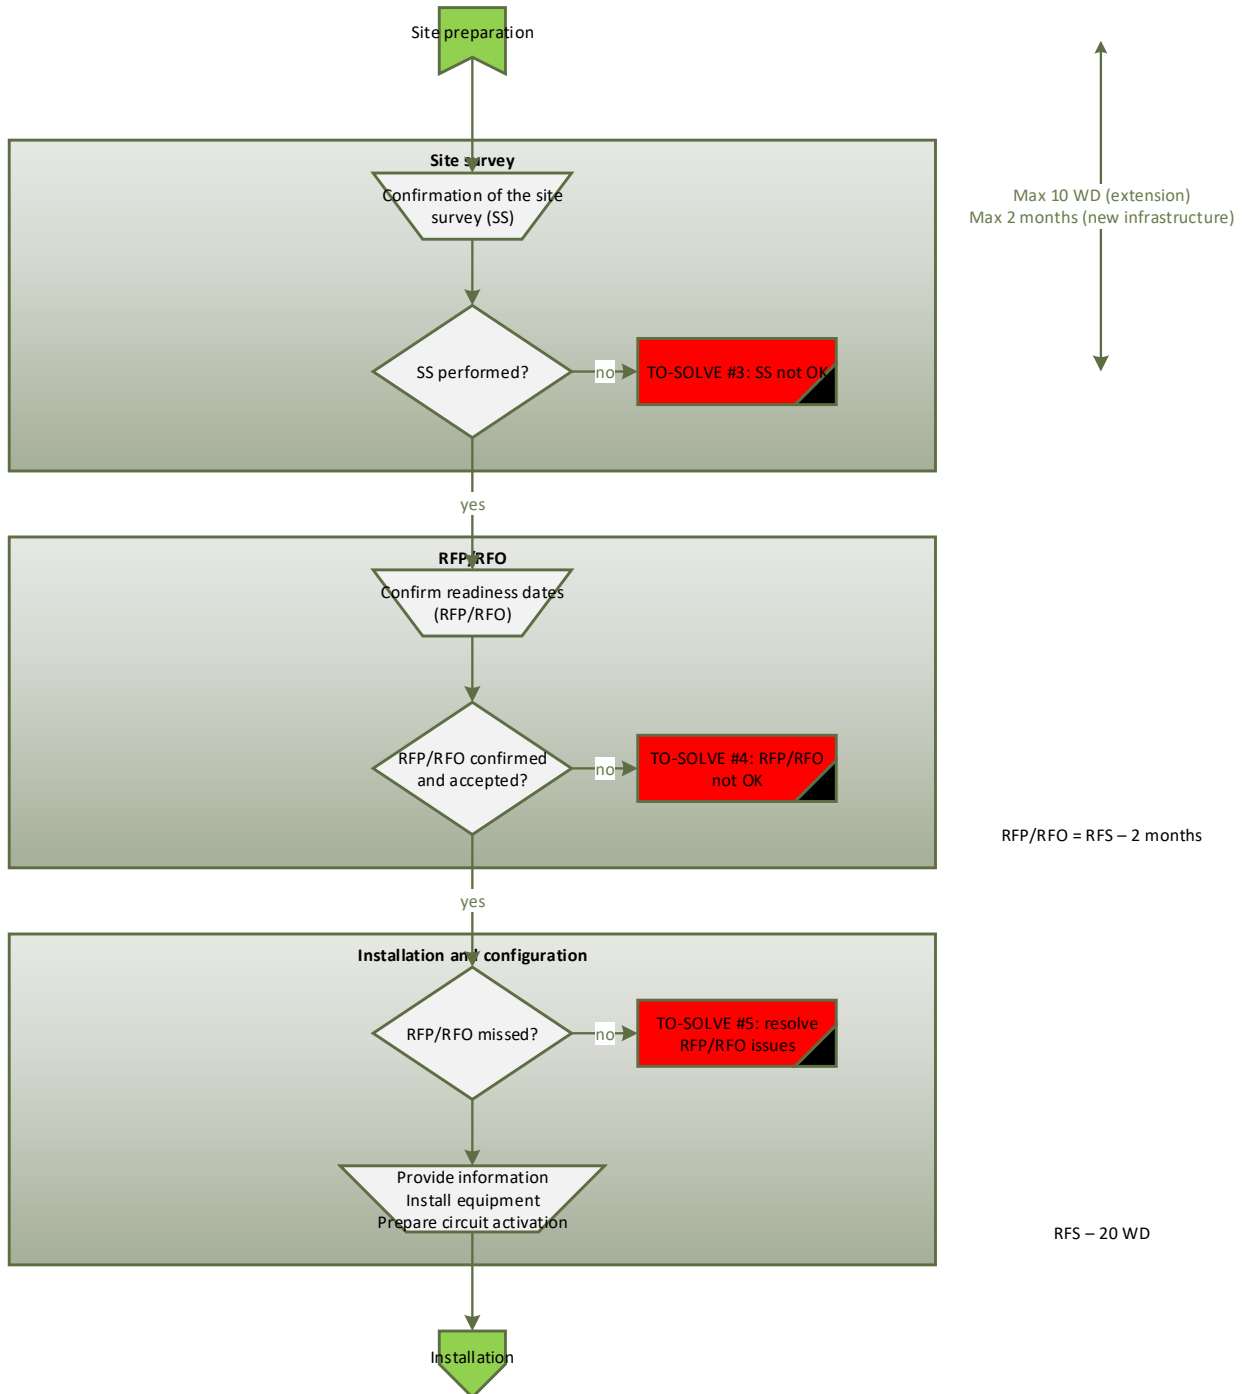 Site preparation
Site survey
Confirmation of the site
survey (SS)
Max 10 WD (extension)
Max 2 months (new infrastructure)
SS performed?
no
TO-SOLVE #3: SS not OK
yes
RFP/RFO
Confirm readiness dates
(RFP/RFO)
RFP/RFO confirmed
and accepted?
no
TO-SOLVE #4: RFP/RFO
not OK
RFP/RFO = RFS – 2 months
yes
Installation and configuration
RFP/RFO missed?
no
TO-SOLVE #5: resolve
RFP/RFO issues
Provide information
Install equipment
Prepare circuit activation
RFS – 20 WD
Installation